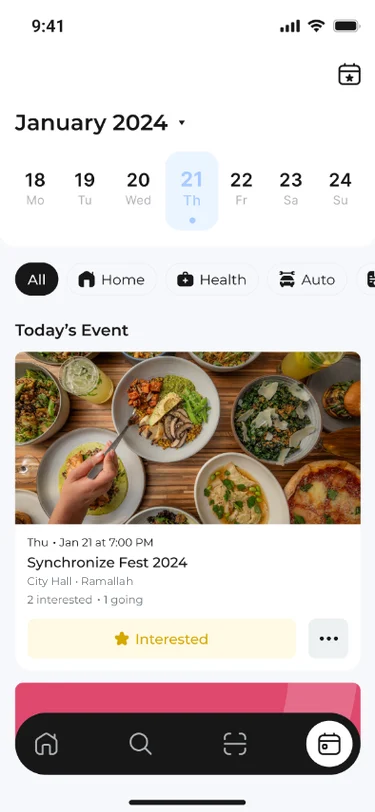 9:41
January 2024
18 19 20 21 22 23 24
Mo Tu Wed Th Fr Sa Su
All Home Health Auto
Today's Event
Thu • Jan 21 at 7:00 PM
Synchronize Fest 2024
City Hall • Ramallah
2 interested • 1 going
Interested